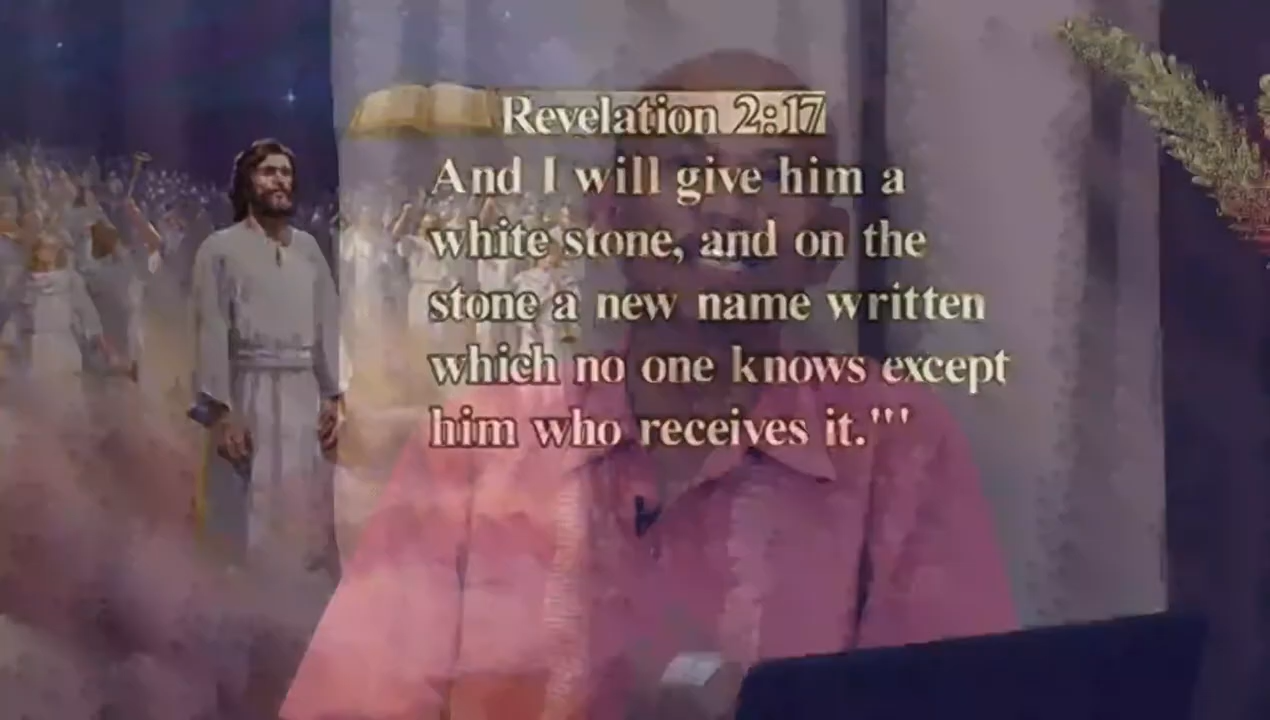 Revelation 2:17
And I will give him a
white stone, and on the
stone a new name written
which no one knows except
him who receives it."'